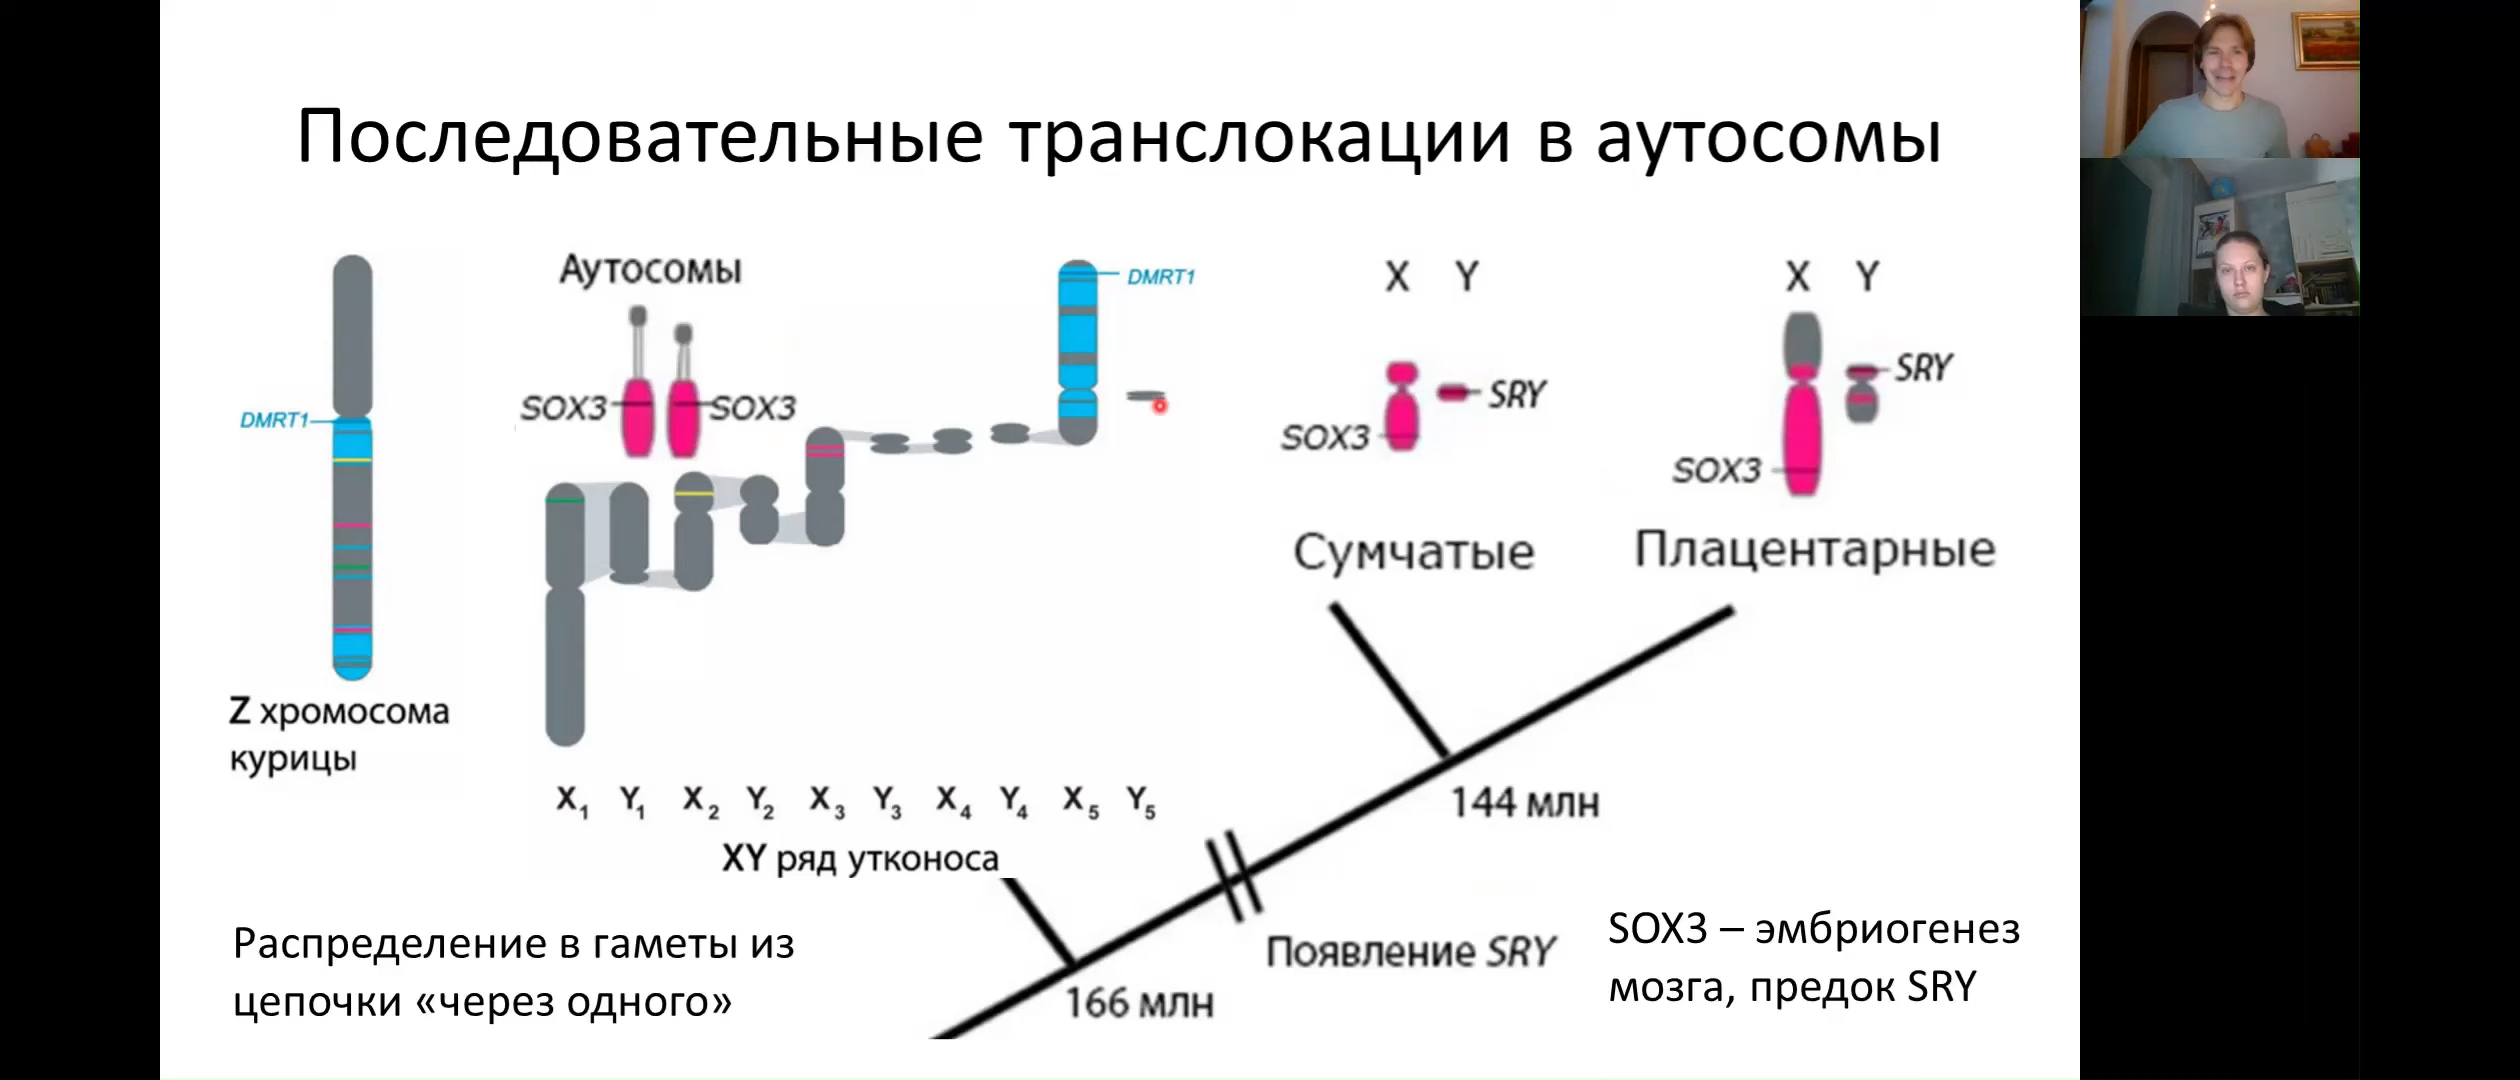 Последовательные транслокации в аутосомы
Аутосомы
DMRT1
X Y
X Y
SOX3
SOX3
DMRT1
SRY
SOX3
SRY
SOX3
Сумчатые
Плацентарные
Z хромосома
курицы
X1 Y1 X2 Y2 X3 Y3 X4 Y4 X5 Y5
XY ряд утконоса
144 млн
Появление SRY
166 млн
Распределение в гаметы из
цепочки «через одного»
SOX3 – эмбриогенез
мозга, предок SRY